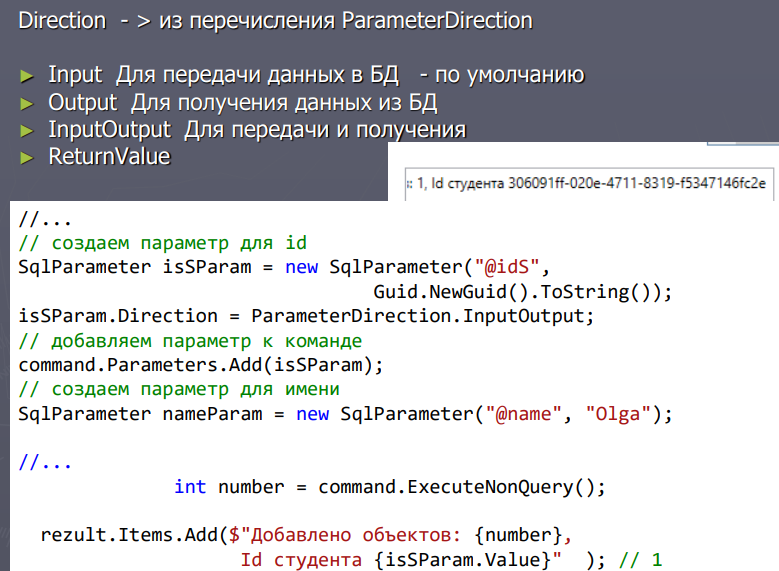 Direction - > из перечисления ParameterDirection
► Input Для передачи данных в БД - по умолчанию
► Output Для получения данных из БД
► InputOutput Для передачи и получения
► ReturnValue
: 1, Id студента 306091ff-020e-4711-8319-f5347146fc2e
//...
// создаем параметр для id
SqlParameter isSParam = new SqlParameter("@idS",
Guid.NewGuid().ToString());
isSParam.Direction = ParameterDirection.InputOutput;
// добавляем параметр к команде
command.Parameters.Add(isSParam);
// создаем параметр для имени
SqlParameter nameParam = new SqlParameter("@name", "Olga");
//...
int number = command.ExecuteNonQuery();
rezult.Items.Add($"Добавлено объектов: {number},
Id студента {isSParam.Value}" ); // 1